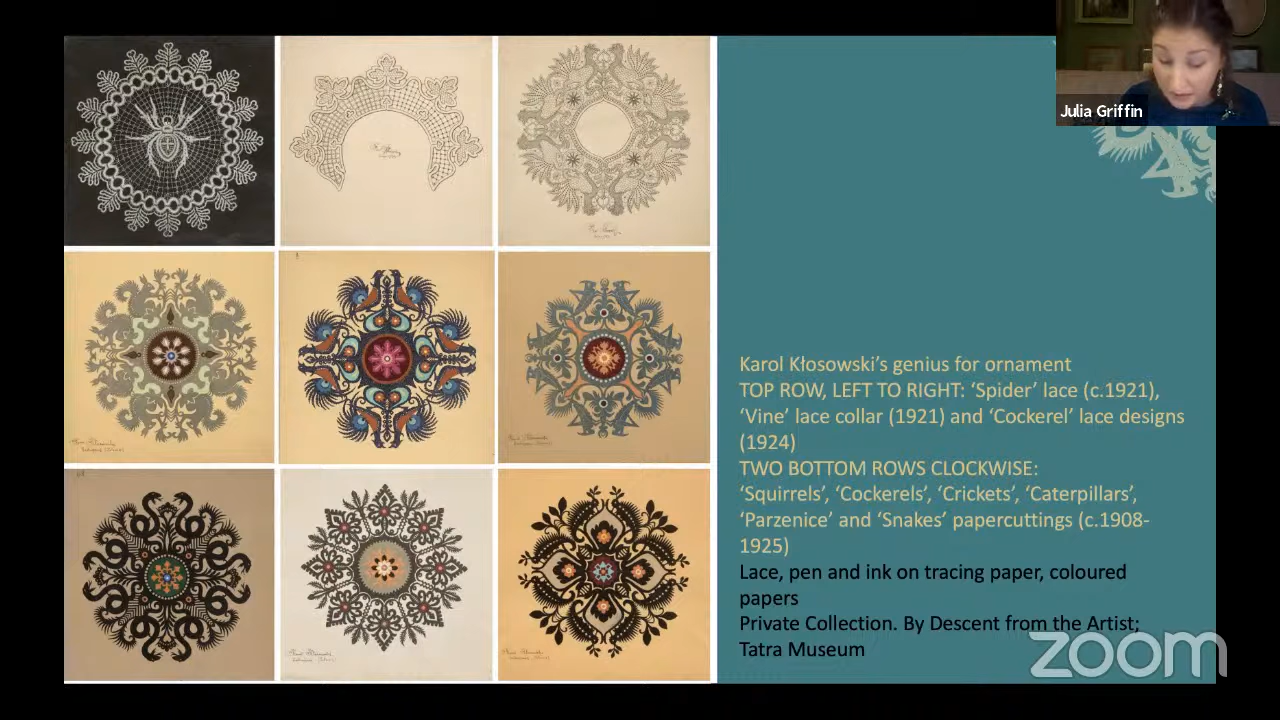 Julia Griffin
Karol Kłosowski’s genius for ornament
TOP ROW, LEFT TO RIGHT: ‘Spider’ lace (c.1921),
‘Vine’ lace collar (1921) and ‘Cockerel’ lace designs
(1924)
TWO BOTTOM ROWS CLOCKWISE:
‘Squirrels’, ‘Cockerels’, ‘Crickets’, ‘Caterpillars’,
‘Parzenice’ and ‘Snakes’ papercuttings (c.1908-
1925)
Lace, pen and ink on tracing paper, coloured
papers
Private Collection. By Descent from the Artist;
Tatra Museum
zoom